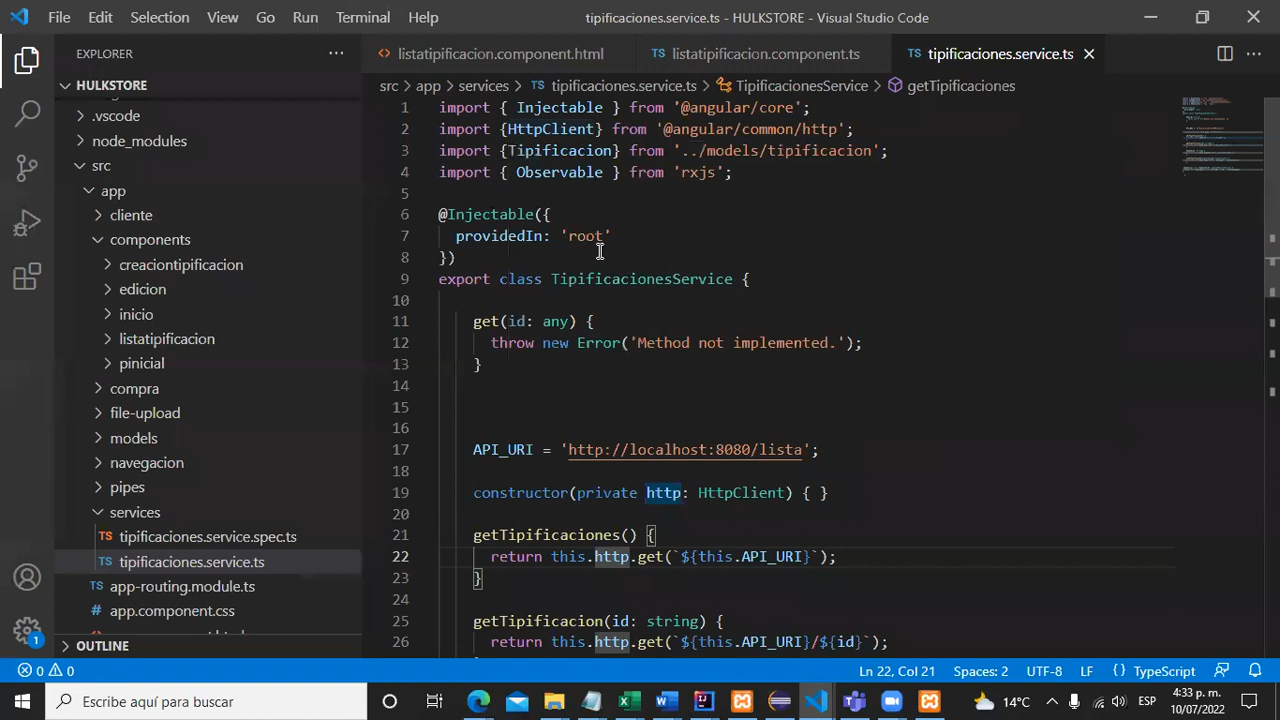 File Edit Selection View Go Run Terminal Help
tipificaciones.service.ts - HULKSTORE - Visual Studio Code
EXPLORER
HULKSTORE
.vscode
node_modules
src
app
cliente
components
creaciontipificacion
edicion
inicio
listatipificacion
pinicial
compra
file-upload
models
navegacion
pipes
services
TS tipificaciones.service.spec.ts
TS tipificaciones.service.ts
TS app-routing.module.ts
# app.component.css
OUTLINE
<> listatipificacion.component.html
TS listatipificacion.component.ts
TS tipificaciones.service.ts
src > app > services > TS tipificaciones.service.ts > TipificacionesService > getTipificaciones
1 import { Injectable } from '@angular/core';
2 import {HttpClient} from '@angular/common/http';
3 import {Tipificacion} from '../models/tipificacion';
4 import { Observable } from 'rxjs';
5
6 @Injectable({
7 providedIn: 'root'
8 })
9 export class TipificacionesService {
10
11 get(id: any) {
12 throw new Error('Method not implemented.');
13 }
14
15
16
17 API_URI = 'http://localhost:8080/lista';
18
19 constructor(private http: HttpClient) { }
20
21 getTipificaciones() {
22 return this.http.get(`${this.API_URI}`);
23 }
24
25 getTipificacion(id: string) {
26 return this.http.get(`${this.API_URI}/${id}`);
0 0
Ln 22, Col 21 Spaces: 2 UTF-8 LF {} TypeScript
1
Escribe aquí para buscar
14°C
ESP
4:33 p. m.
10/07/2022